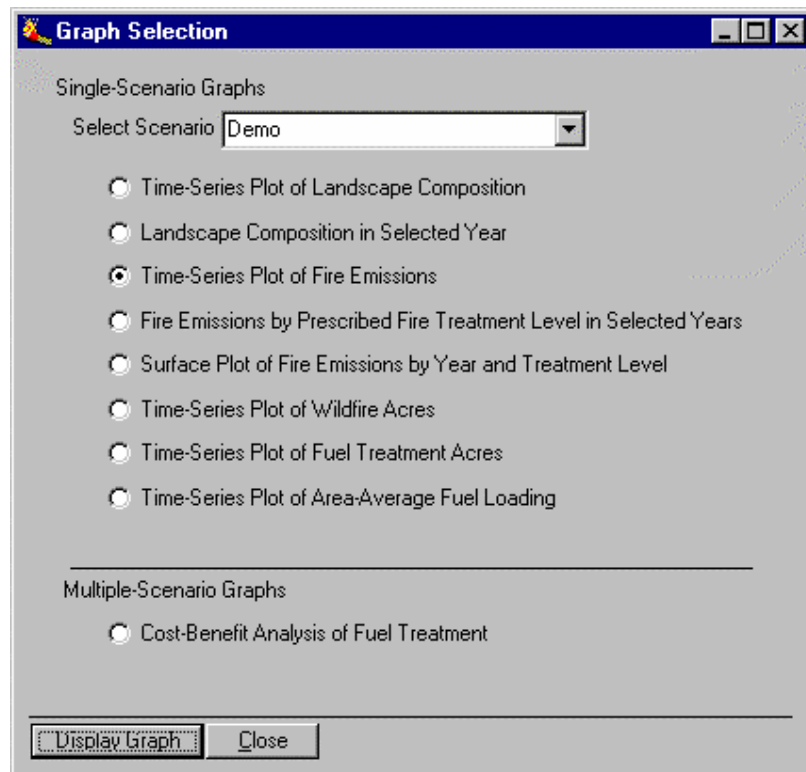 Graph Selection
Single-Scenario Graphs
Select Scenario Demo
Time-Series Plot of Landscape Composition
Landscape Composition in Selected Year
Time-Series Plot of Fire Emissions
Fire Emissions by Prescribed Fire Treatment Level in Selected Years
Surface Plot of Fire Emissions by Year and Treatment Level
Time-Series Plot of Wildfire Acres
Time-Series Plot of Fuel Treatment Acres
Time-Series Plot of Area-Average Fuel Loading
Multiple-Scenario Graphs
Cost-Benefit Analysis of Fuel Treatment
Display Graph Close